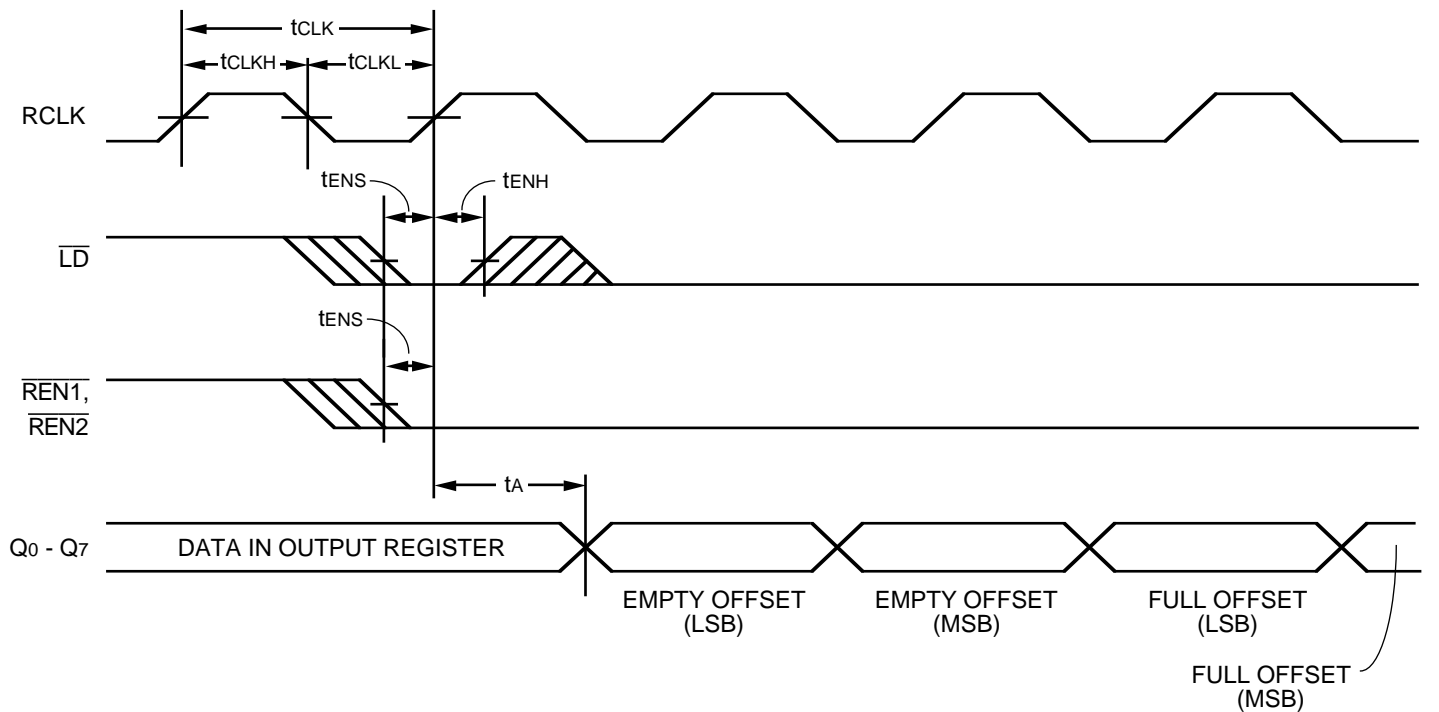 tCLK
tCLKH
tCLKL
RCLK
tENS
tENH
LD
tENS
REN1,
REN2
tA
Q0 - Q7
DATA IN OUTPUT REGISTER
EMPTY OFFSET
(LSB)
EMPTY OFFSET
(MSB)
FULL OFFSET
(LSB)
FULL OFFSET
(MSB)